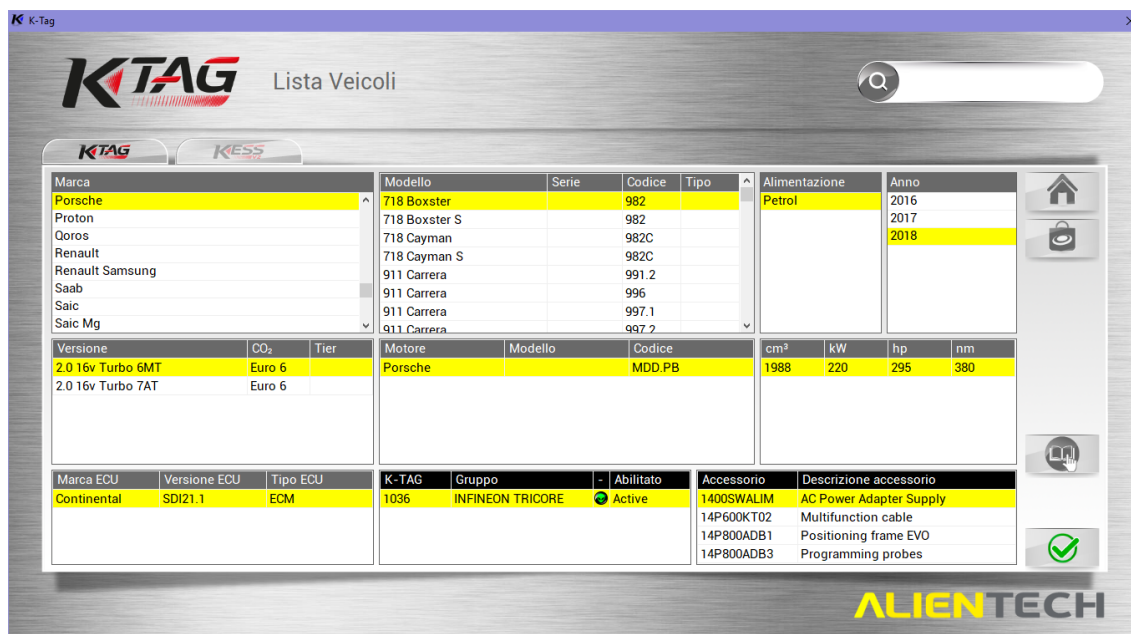 K-Tag
KTAG
Lista Veicoli
KTAG KESS
Marca
Porsche
Proton
Qoros
Renault
Renault Samsung
Saab
Saic
Saic Mg
Modello Serie Codice Tipo
718 Boxster 982
718 Boxster S 982
718 Cayman 982C
718 Cayman S 982C
911 Carrera 991.2
911 Carrera 996
911 Carrera 997.1
911 Carrera 997.2
Alimentazione
Petrol
Anno
2016
2017
2018
Versione CO₂ Tier
2.0 16v Turbo 6MT Euro 6
2.0 16v Turbo 7AT Euro 6
Motore Modello Codice
Porsche MDD.PB
cm³ kW hp nm
1988 220 295 380
Marca ECU Versione ECU Tipo ECU
Continental SDI21.1 ECM
K-TAG Gruppo - Abilitato
1036 INFINEON TRICORE Active
Accessorio Descrizione accessorio
1400SWALIM AC Power Adapter Supply
14P600KT02 Multifunction cable
14P800ADB1 Positioning frame EVO
14P800ADB3 Programming probes
ALIENTECH